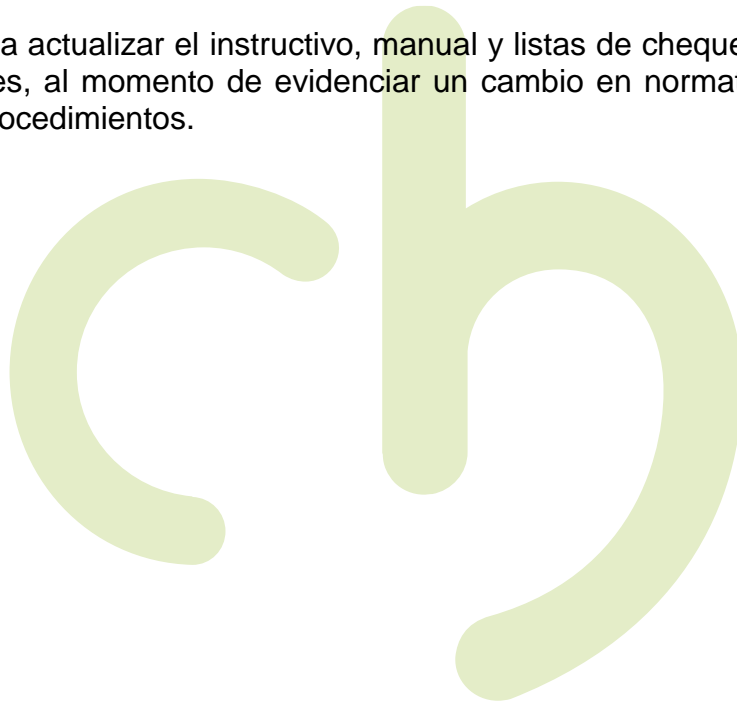 a actualizar el instructivo, manual y listas de cheque
es, al momento de evidenciar un cambio en normat
ocedimientos.